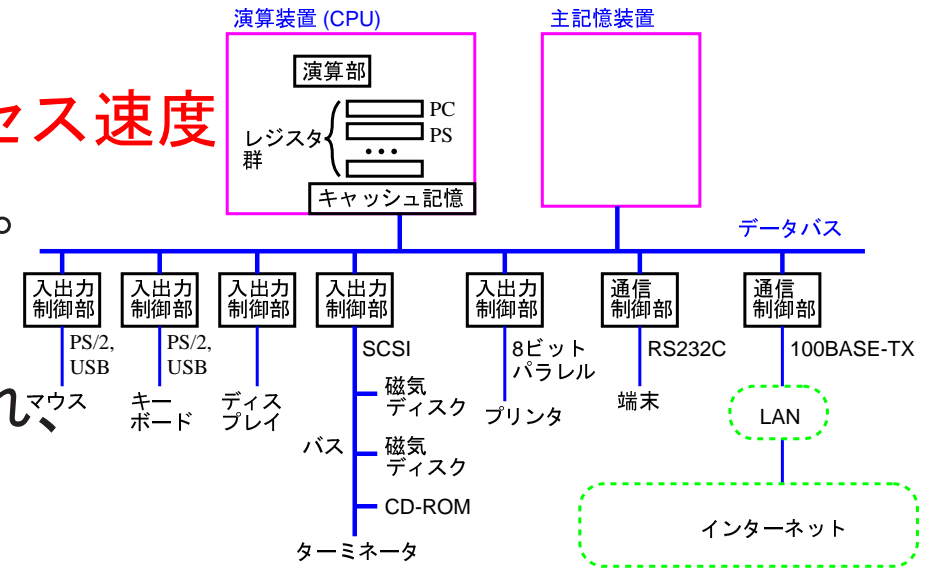 演算装置 (CPU)
主記憶装置
演算部
セス速度
PC
レジスタ
群
PS
•••
キャッシュ記憶
。
データバス
入出力
制御部
入出力
制御部
入出力
制御部
入出力
制御部
入出力
制御部
通信
制御部
通信
制御部
PS/2,
USB
PS/2,
USB
SCSI
8ビット
パラレル
RS232C
100BASE-TX
れ、
マウス
キー
ボード
ディス
プレイ
磁気
ディスク
プリンタ
端末
LAN
バス
磁気
ディスク
CD-ROM
ターミネータ
インターネット